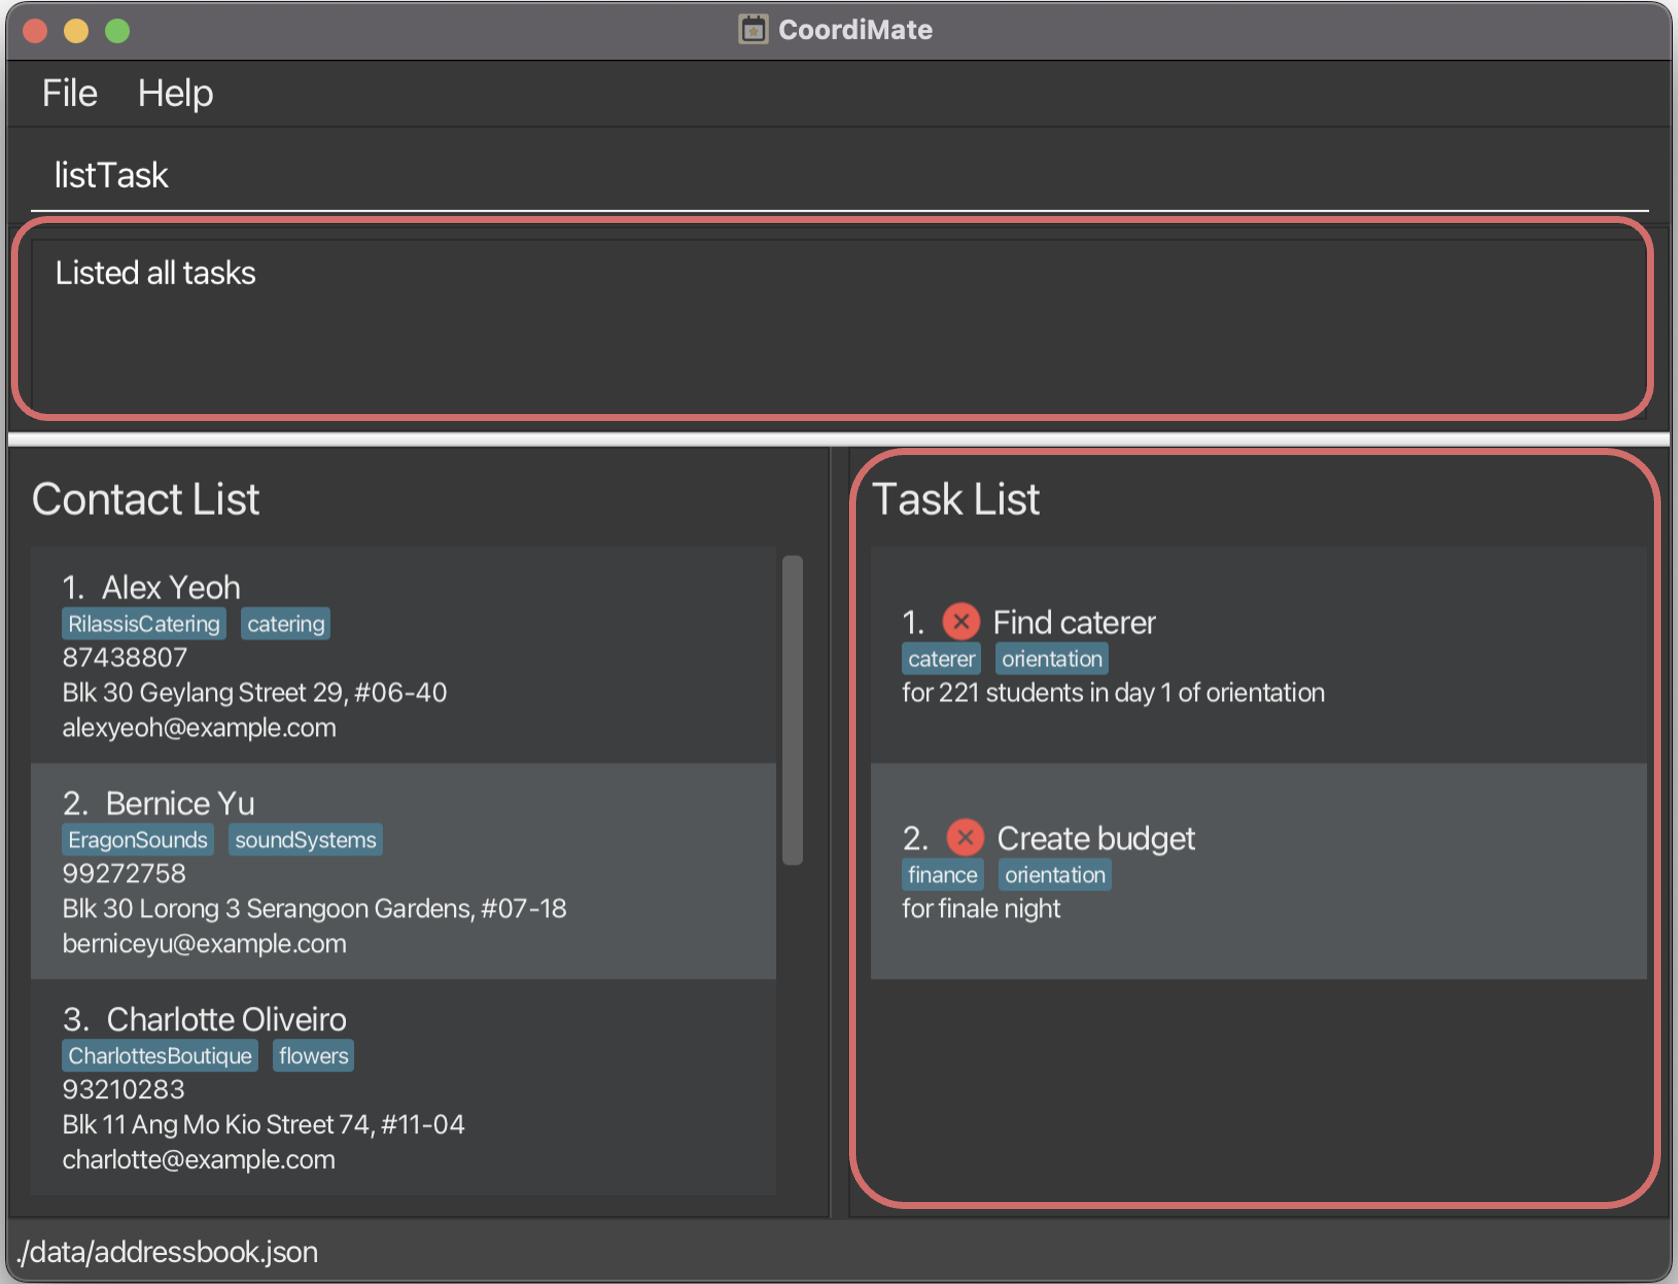 CoordiMate
File Help
listTask
Listed all tasks
Contact List
1. Alex Yeoh
RilassisCatering catering
87438807
Blk 30 Geylang Street 29, #06-40
alexyeoh@example.com
2. Bernice Yu
EragonSounds soundSystems
99272758
Blk 30 Lorong 3 Serangoon Gardens, #07-18
berniceyu@example.com
3. Charlotte Oliveiro
CharlottesBoutique flowers
93210283
Blk 11 Ang Mo Kio Street 74, #11-04
charlotte@example.com
Task List
1. Find caterer
caterer orientation
for 221 students in day 1 of orientation
2. Create budget
finance orientation
for finale night
./data/addressbook.json